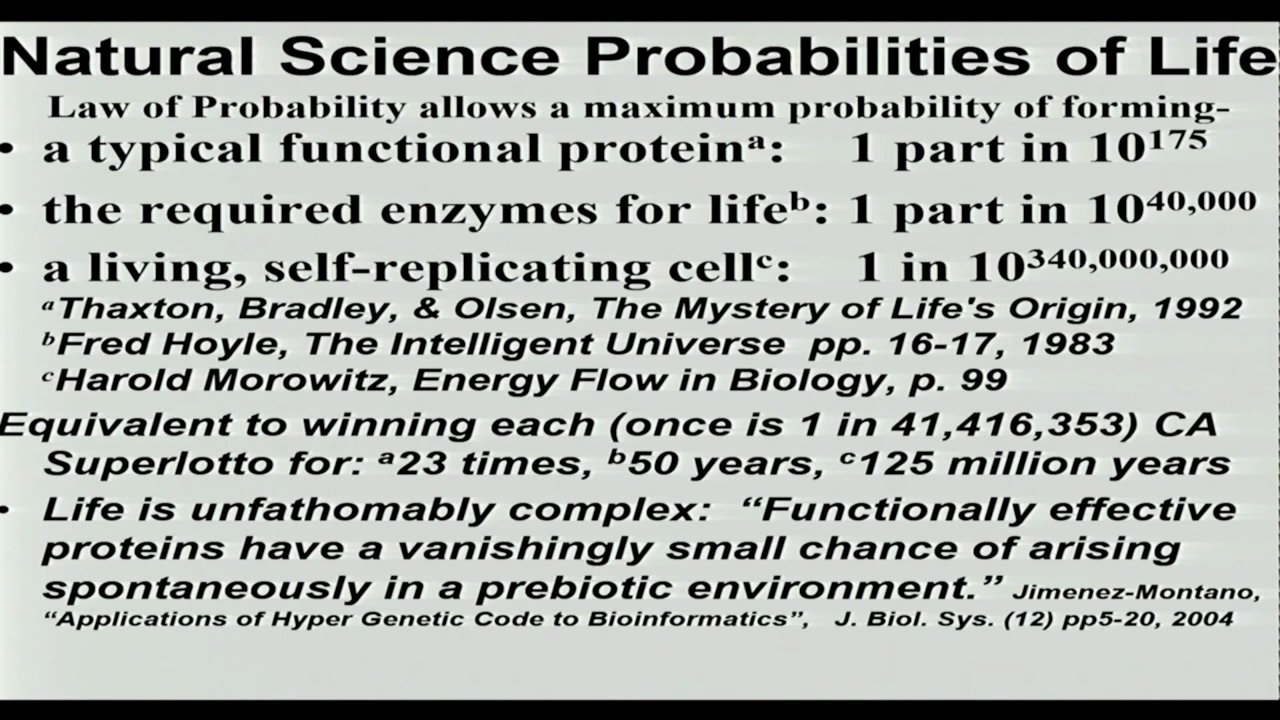 Natural Science Probabilities of Life
Law of Probability allows a maximum probability of forming-
• a typical functional proteinᵃ: 1 part in 10¹⁷⁵
• the required enzymes for lifeᵇ: 1 part in 10⁴⁰,⁰⁰⁰
• a living, self-replicating cellᶜ: 1 in 10³⁴⁰,⁰⁰⁰,⁰⁰⁰
ᵃThaxton, Bradley, & Olsen, The Mystery of Life's Origin, 1992
ᵇFred Hoyle, The Intelligent Universe pp. 16-17, 1983
ᶜHarold Morowitz, Energy Flow in Biology, p. 99
Equivalent to winning each (once is 1 in 41,416,353) CA
Superlotto for: ᵃ23 times, ᵇ50 years, ᶜ125 million years
• Life is unfathomably complex: “Functionally effective
proteins have a vanishingly small chance of arising
spontaneously in a prebiotic environment.” Jimenez-Montano,
“Applications of Hyper Genetic Code to Bioinformatics”, J. Biol. Sys. (12) pp5-20, 2004